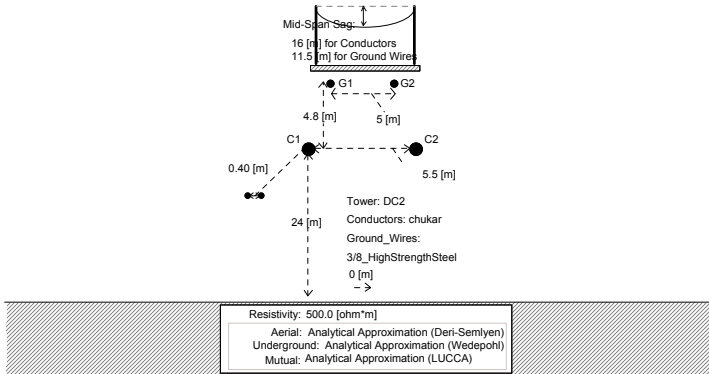 Mid-Span Sag:
16 [m] for Conductors
11.5 [m] for Ground Wires
G1
G2
4.8 [m]
5 [m]
C1
C2
0.40 [m]
5.5 [m]
24 [m]
Tower: DC2
Conductors: chukar
Ground_Wires:
3/8_HighStrengthSteel
0 [m]
Resistivity: 500.0 [ohm*m]
Aerial: Analytical Approximation (Deri-Semlyen)
Underground: Analytical Approximation (Wedepohl)
Mutual: Analytical Approximation (LUCCA)